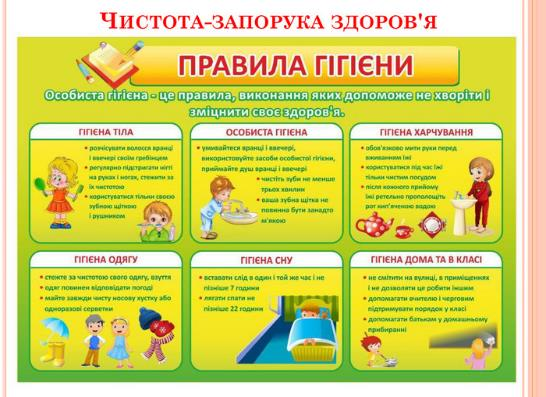 Чистота-запорука здоров'я
ПРАВИЛА ГІГІЄНИ
Особиста гігієна - це правила, виконання яких допоможе не хворіти і
зміцнити своє здоров'я.
ГІГІЄНА ТІЛА
• розчісувати волосся вранці
і ввечері своїм гребінцем
• регулярно підстригати нігті
на руках і ногах, стежити за
їх чистотою
• користуватися тільки своєю
зубною щіткою
і рушником
ОСОБИСТА ГІГІЄНА
• умивайтеся вранці і ввечері,
використовуйте засоби особистої гігієни,
приймайте душ вранці і ввечері
• чистіть зуби не менше
трьох хвилин
• ваша зубна щітка не
повинна бути занадто
м'якою
ГІГІЄНА ХАРЧУВАННЯ
• обов'язково мити руки перед
вживанням їжі
• користуватися під час їжі
тільки чистим посудом
• після кожного прийому
їжі ретельно прополощіть
рот кип'яченою водою
ГІГІЄНА ОДЯГУ
• стежте за чистотою свого одягу, взуття
• одяг повинен відповідати погоді
• майте завжди чисту носову хустку або
одноразові серветки
ГІГІЄНА СНУ
• вставати слід в один і той же час і не
пізніше 7 години
• лягати спати не
пізніше 22 години
ГІГІЄНА ДОМА ТА В КЛАСІ
• не смітити на вулиці, в приміщеннях
і не дозволяти це робити іншим
• допомагати вчителю і черговим
підтримувати порядок у класі
• допомагати батькам у домашньому
прибиранні